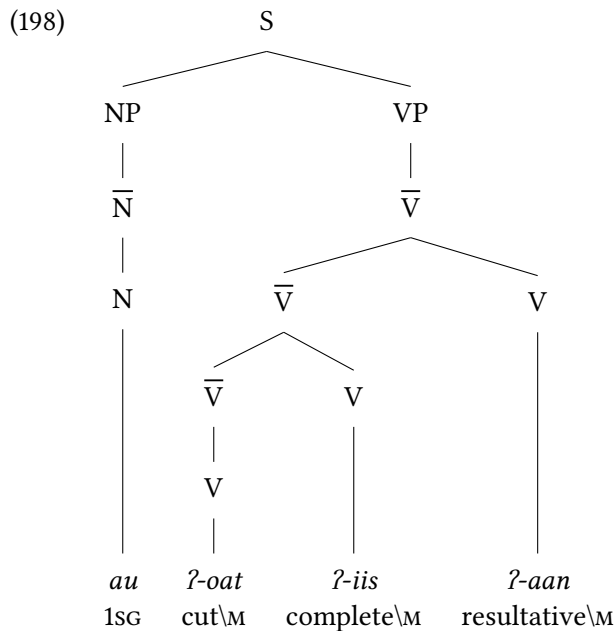 (198) S
NP VP
N̅ V̅
N V̅ V
V̅ V
V
au ʔ-oat ʔ-iis ʔ-aan
1SG cut\M complete\M resultative\M